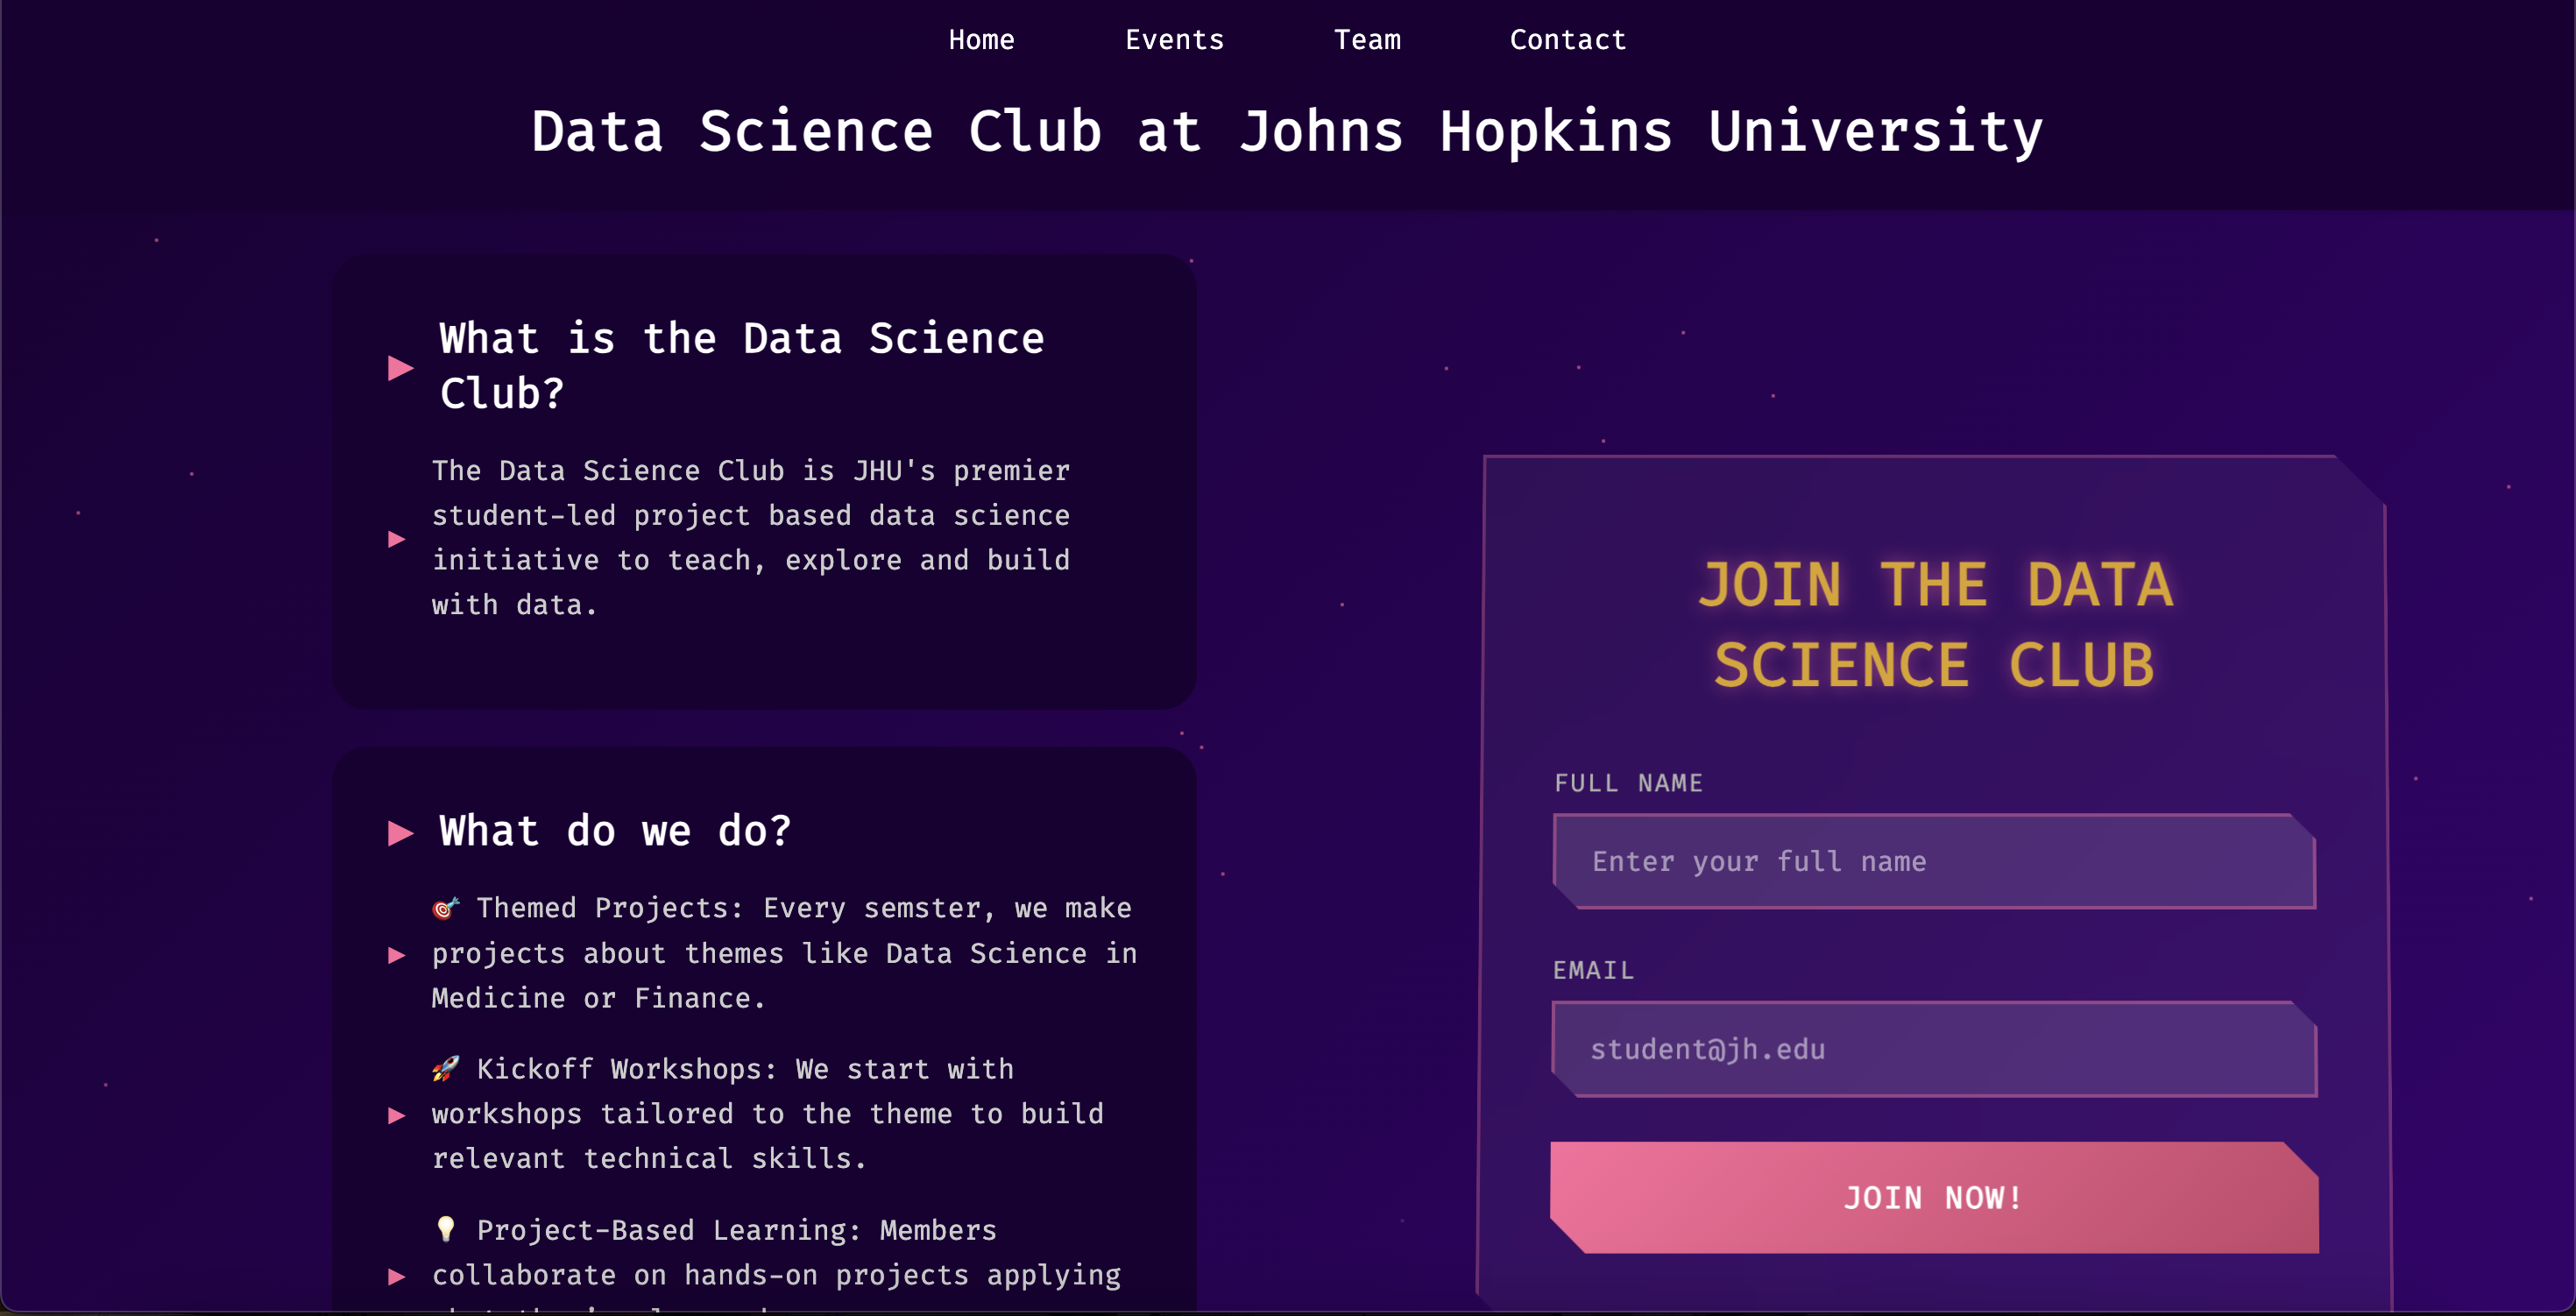 Home Events Team Contact
Data Science Club at Johns Hopkins University
What is the Data Science
Club?
The Data Science Club is JHU's premier
student-led project based data science
initiative to teach, explore and build
with data.
What do we do?
🎯 Themed Projects: Every semster, we make
projects about themes like Data Science in
Medicine or Finance.
🚀 Kickoff Workshops: We start with
workshops tailored to the theme to build
relevant technical skills.
💡 Project-Based Learning: Members
collaborate on hands-on projects applying
JOIN THE DATA
SCIENCE CLUB
FULL NAME
Enter your full name
EMAIL
student@jh.edu
JOIN NOW!